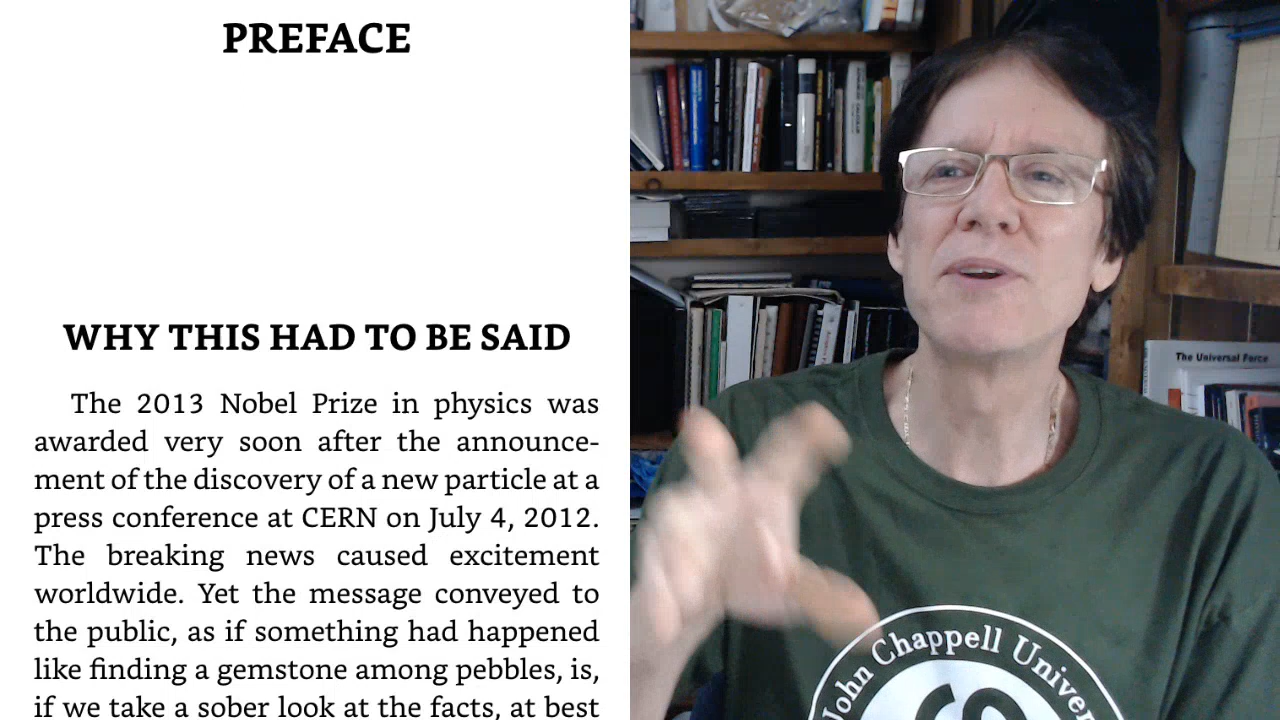 PREFACE
WHY THIS HAD TO BE SAID
The 2013 Nobel Prize in physics was
awarded very soon after the announce-
ment of the discovery of a new particle at a
press conference at CERN on July 4, 2012.
The breaking news caused excitement
worldwide. Yet the message conveyed to
the public, as if something had happened
like finding a gemstone among pebbles, is,
if we take a sober look at the facts, at best
The Universal Force
John Chappell Univer